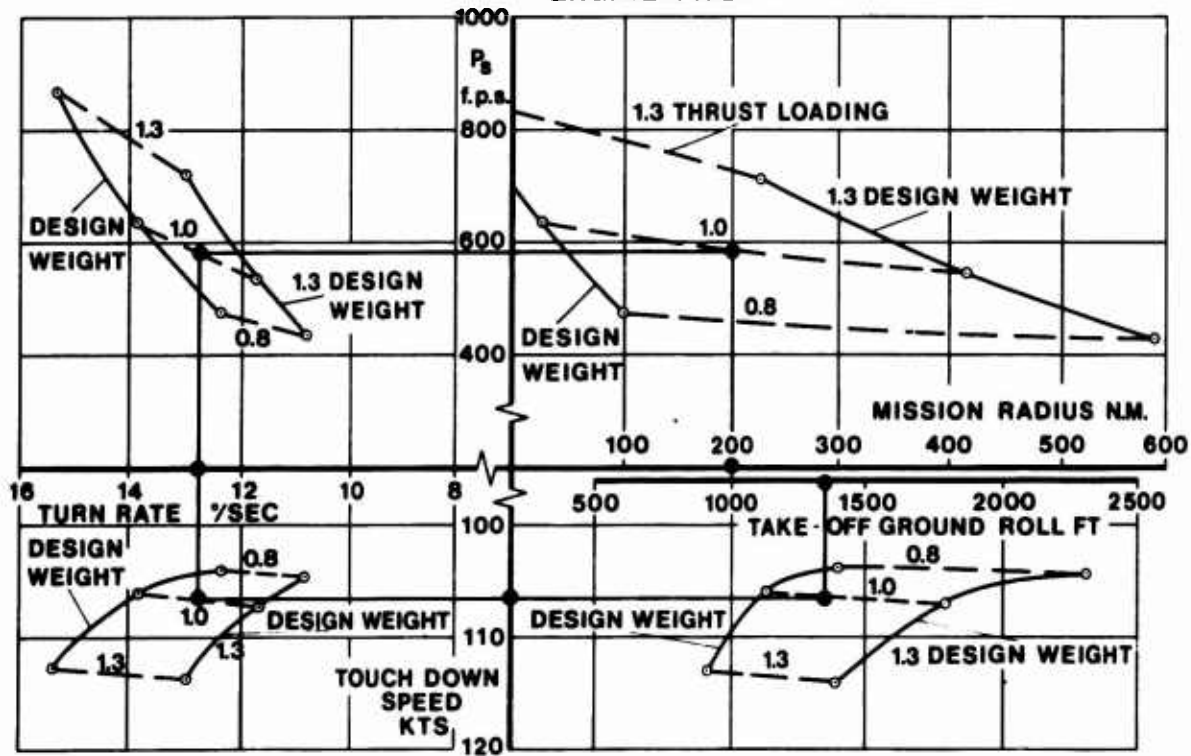 1000
P_s
f.p.s.
800
600
400
1.3
1.0
0.8
DESIGN
WEIGHT
1.3 DESIGN
WEIGHT
1.3 THRUST LOADING
1.3 DESIGN WEIGHT
1.0
0.8
DESIGN
WEIGHT
MISSION RADIUS N.M.
100 200 300 400 500 600
16 14 12 10 8
TURN RATE °/SEC
500 1000 1500 2000 2500
TAKE-OFF GROUND ROLL FT
100
110
120
TOUCH DOWN
SPEED
KTS
DESIGN
WEIGHT
0.8
1.0
DESIGN WEIGHT
1.3
1.3
DESIGN WEIGHT
0.8
1.0
1.3
1.3 DESIGN WEIGHT